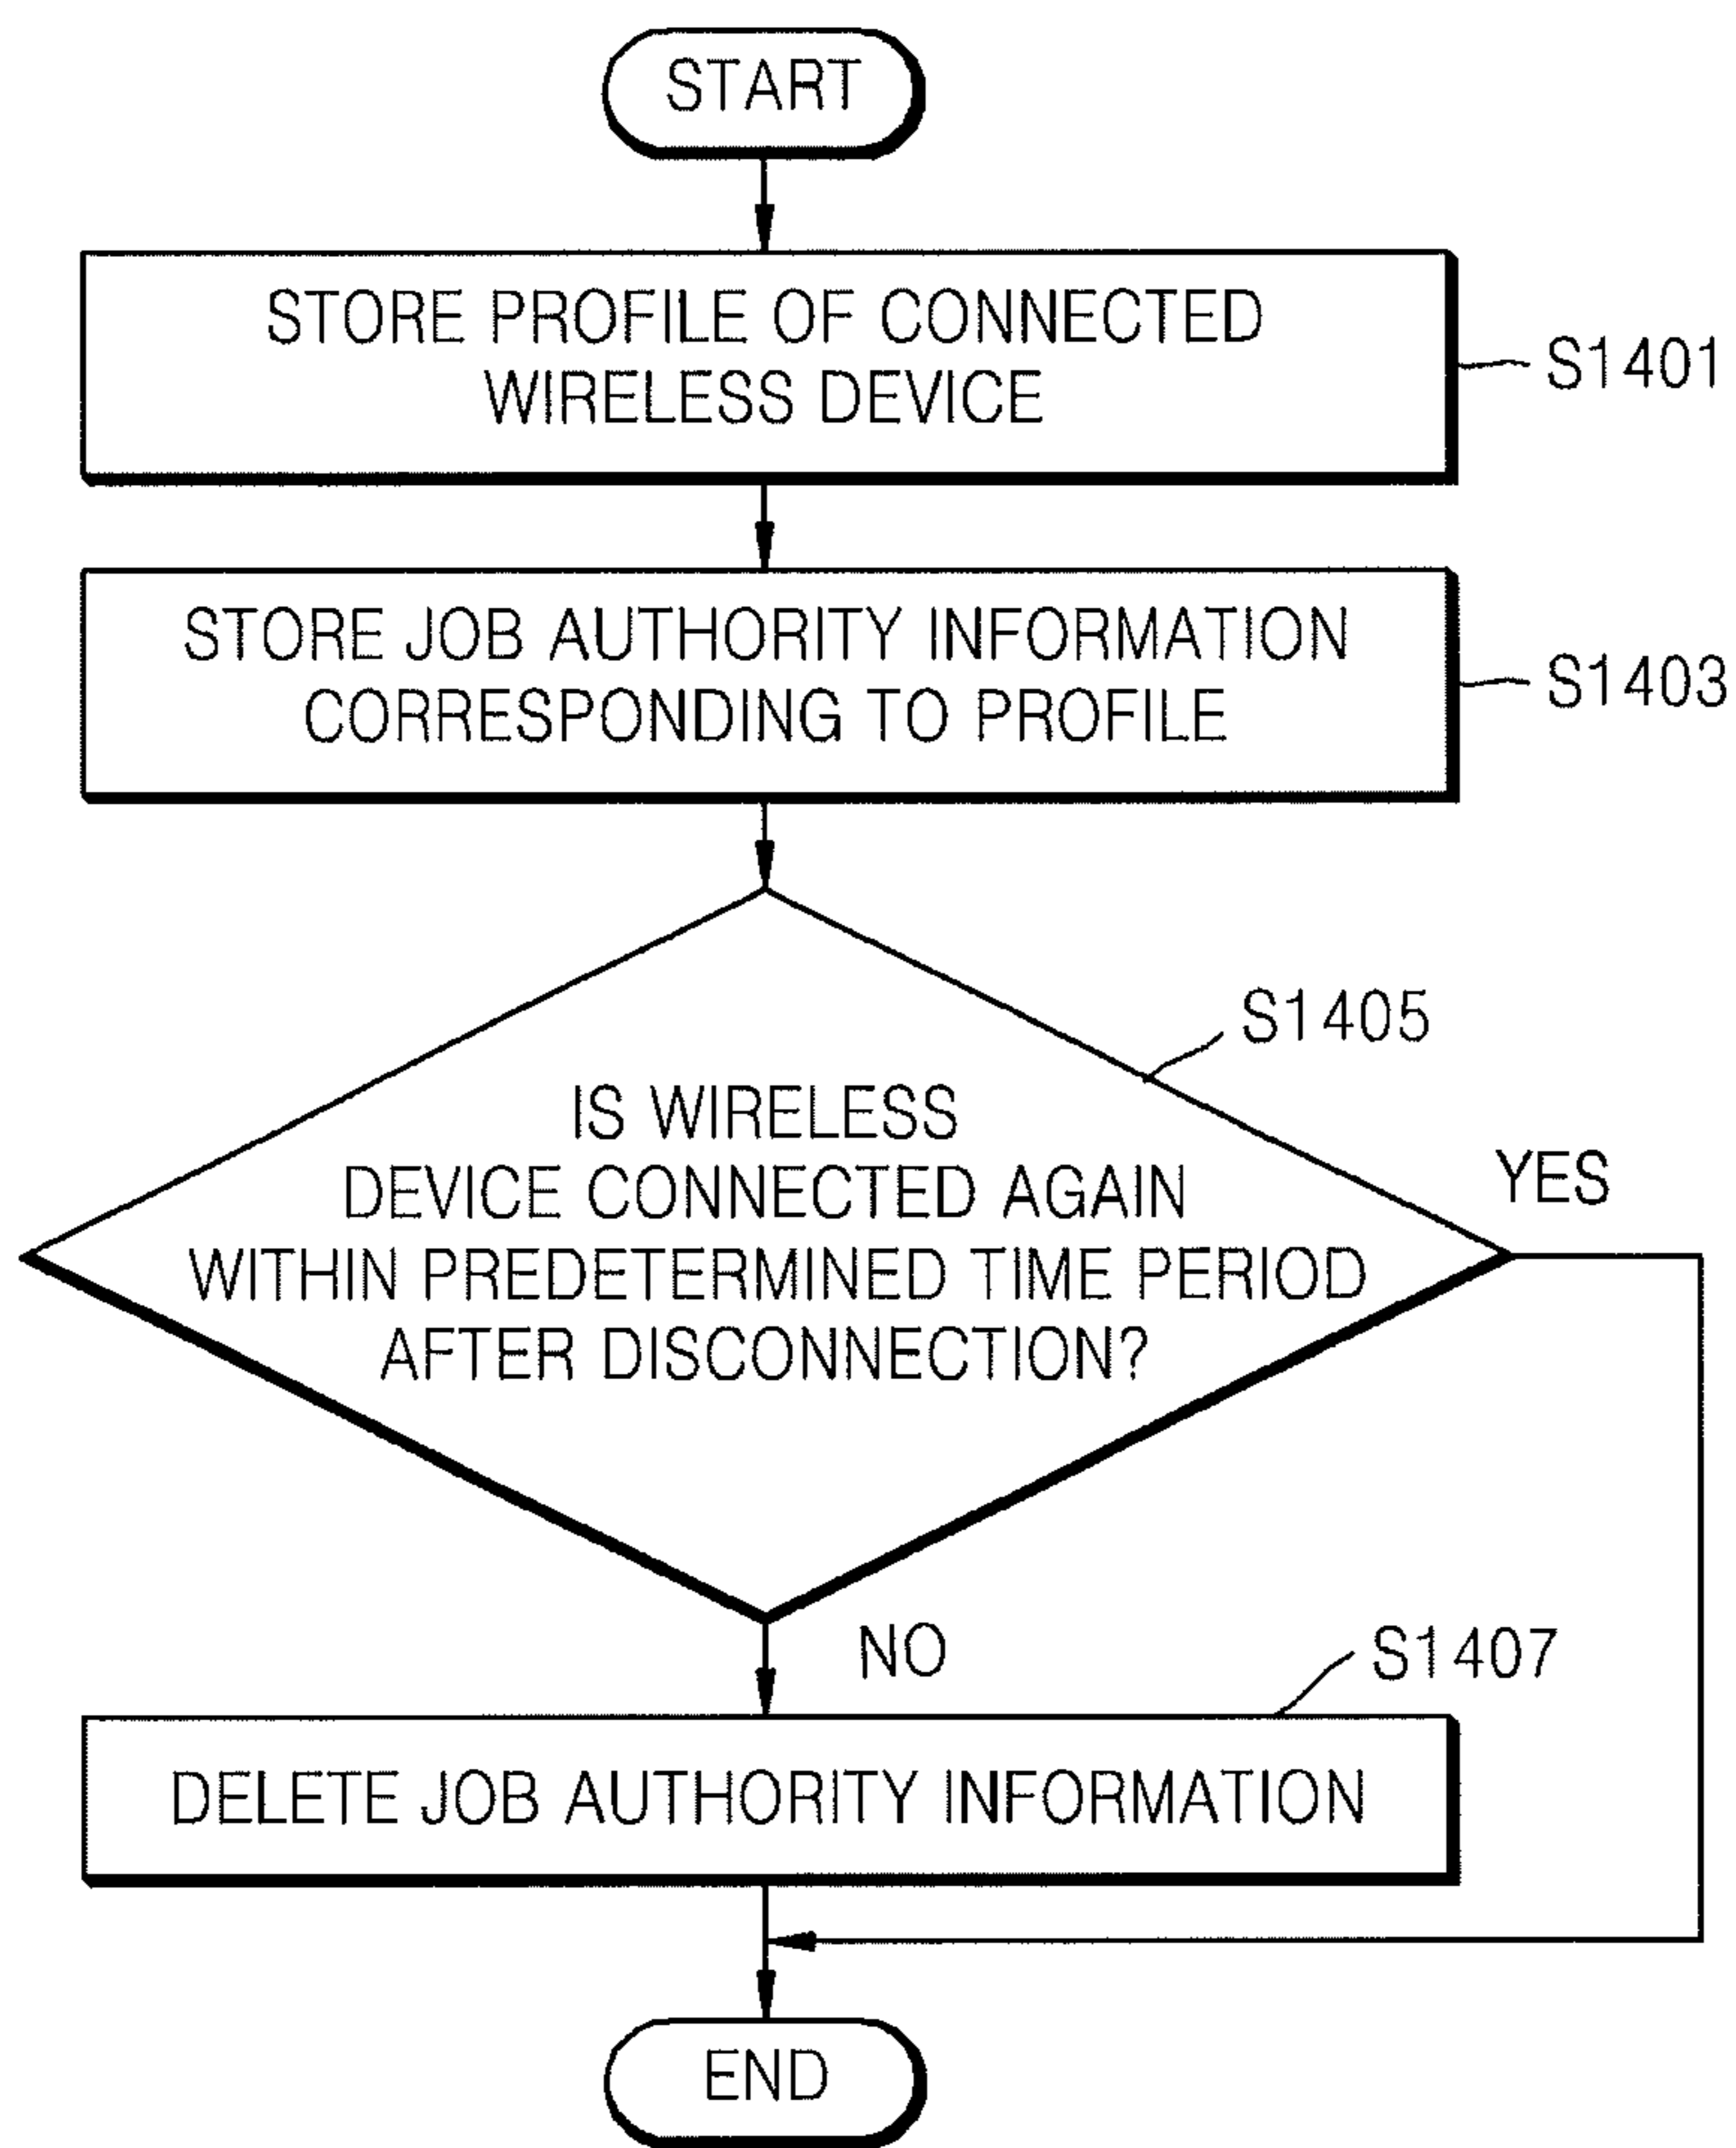 START
STORE PROFILE OF CONNECTED
WIRELESS DEVICE
S1401
STORE JOB AUTHORITY INFORMATION
CORRESPONDING TO PROFILE
S1403
S1405
IS WIRELESS
DEVICE CONNECTED AGAIN
WITHIN PREDETERMINED TIME PERIOD
AFTER DISCONNECTION?
YES
NO
S1407
DELETE JOB AUTHORITY INFORMATION
END